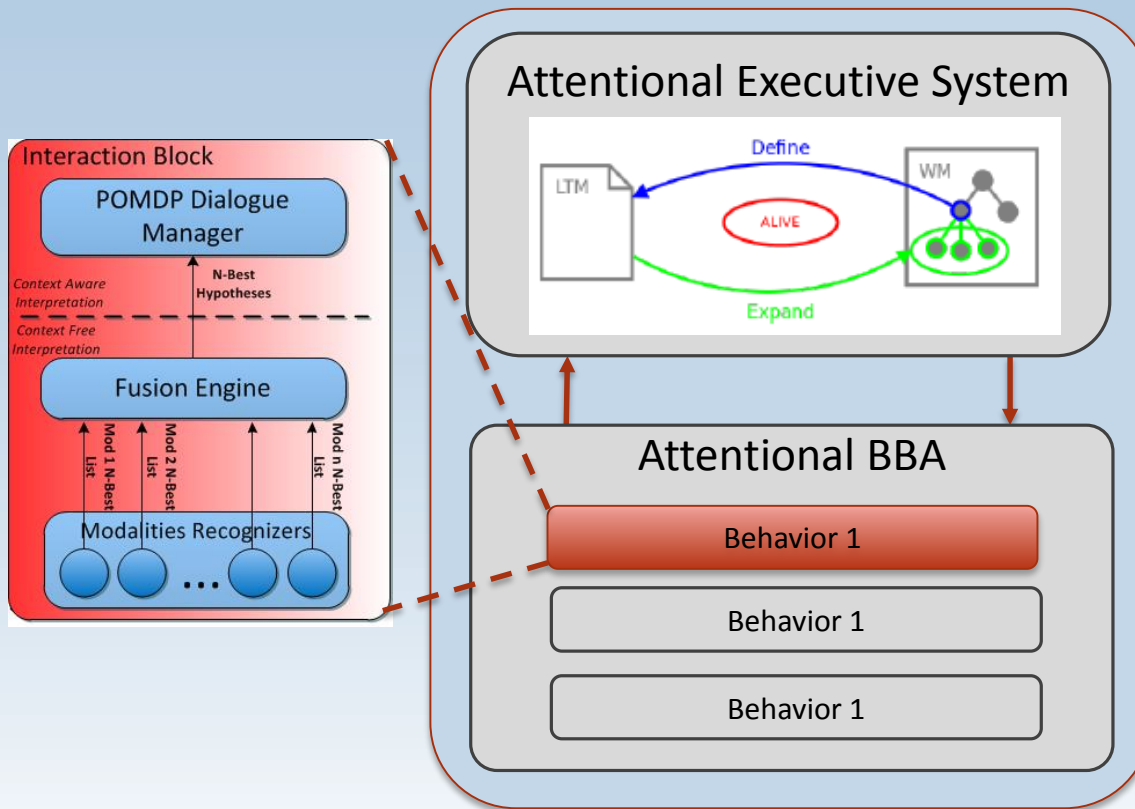 Interaction Block
POMDP Dialogue
Manager
N-Best
Hypotheses
Context Aware
Interpretation
Context Free
Interpretation
Fusion Engine
Mod 1 N-Best
List
Mod 2 N-Best
List
Mod n N-Best
List
Modalities Recognizers
...
Attentional Executive System
Define
LTM
WM
ALIVE
Expand
Attentional BBA
Behavior 1
Behavior 1
Behavior 1